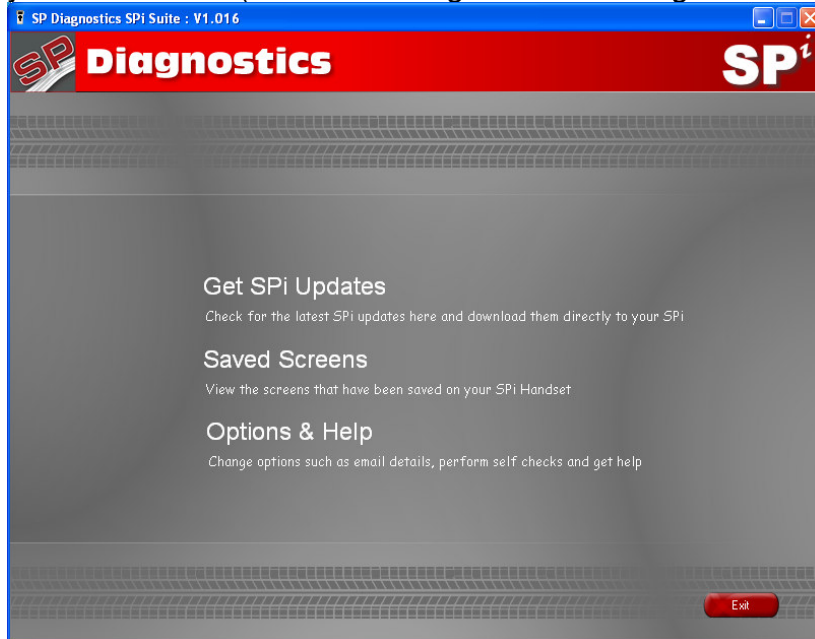 SP Diagnostics SPi Suite : V1.016
SP Diagnostics SPi
Get SPi Updates
Check for the latest SPi updates here and download them directly to your SPi
Saved Screens
View the screens that have been saved on your SPi Handset
Options & Help
Change options such as email details, perform self checks and get help
Exit